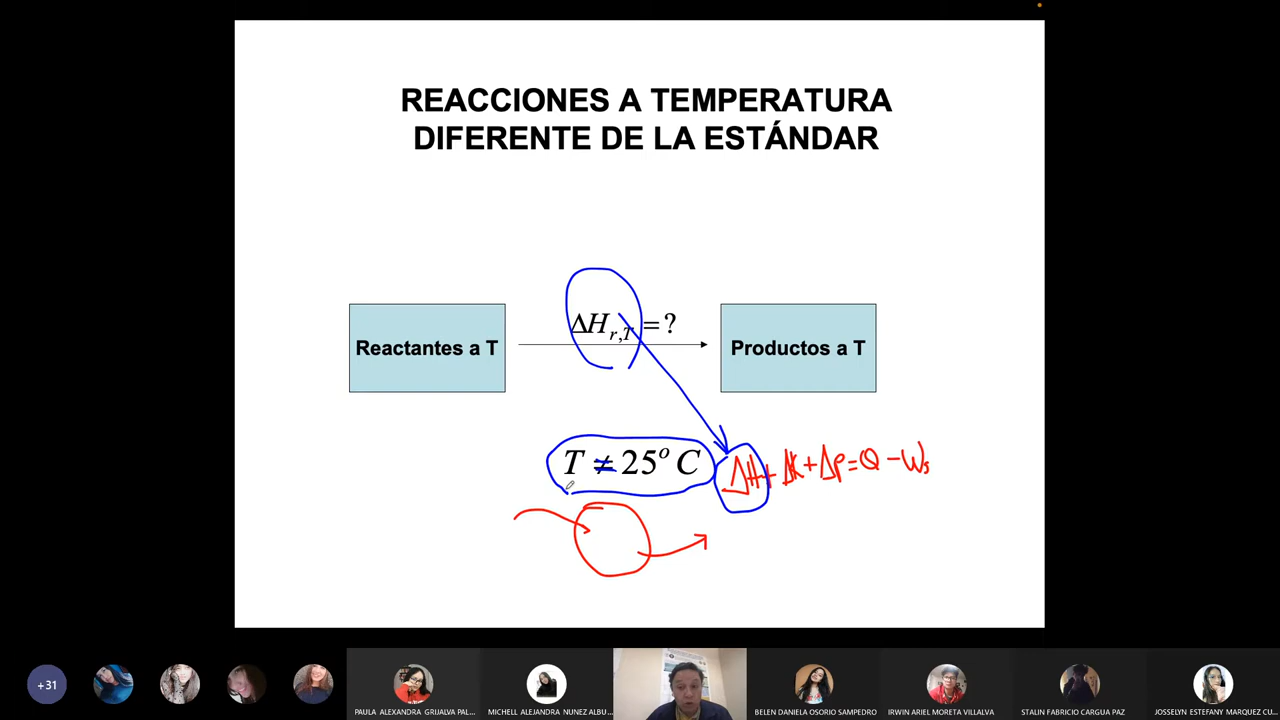 REACCIONES A TEMPERATURA
DIFERENTE DE LA ESTÁNDAR
ΔH r,T = ?
Reactantes a T
Productos a T
T ≠ 25° C
ΔH + ΔK + ΔP = Q - Ws
+31
PAULA ALEXANDRA GRIJALVA PAL...
MICHELL ALEJANDRA NUNEZ ALBU...
BELEN DANIELA OSORIO SAMPEDRO
IRWIN ARIEL MORETA VILLALVA
STALIN FABRICIO CARGUA PAZ
JOSSELYN ESTEFANY MARQUEZ CU...